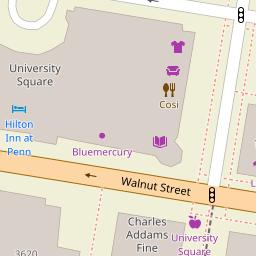 University
Square
Cosi
Hilton
Inn at
Penn
Bluemercury
Walnut Street
Charles
Addams
Fine
University
Square
3620